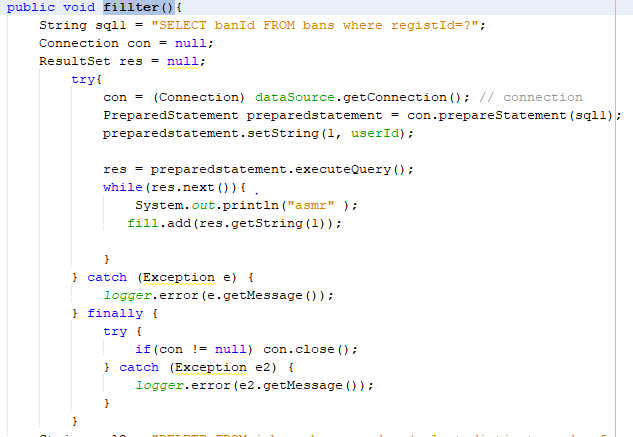 public void fillter(){
String sql1 = "SELECT banId FROM bans where registId=?";
Connection con = null;
ResultSet res = null;
try{
con = (Connection) dataSource.getConnection(); // connection
PreparedStatement preparedstatement = con.prepareStatement(sql1);
preparedstatement.setString(1, userId);
res = preparedstatement.executeQuery();
while(res.next()){
System.out.println("asmr" );
fill.add(res.getString(1));
}
} catch (Exception e) {
logger.error(e.getMessage());
} finally {
try {
if(con != null) con.close();
} catch (Exception e2) {
logger.error(e2.getMessage());
}
}